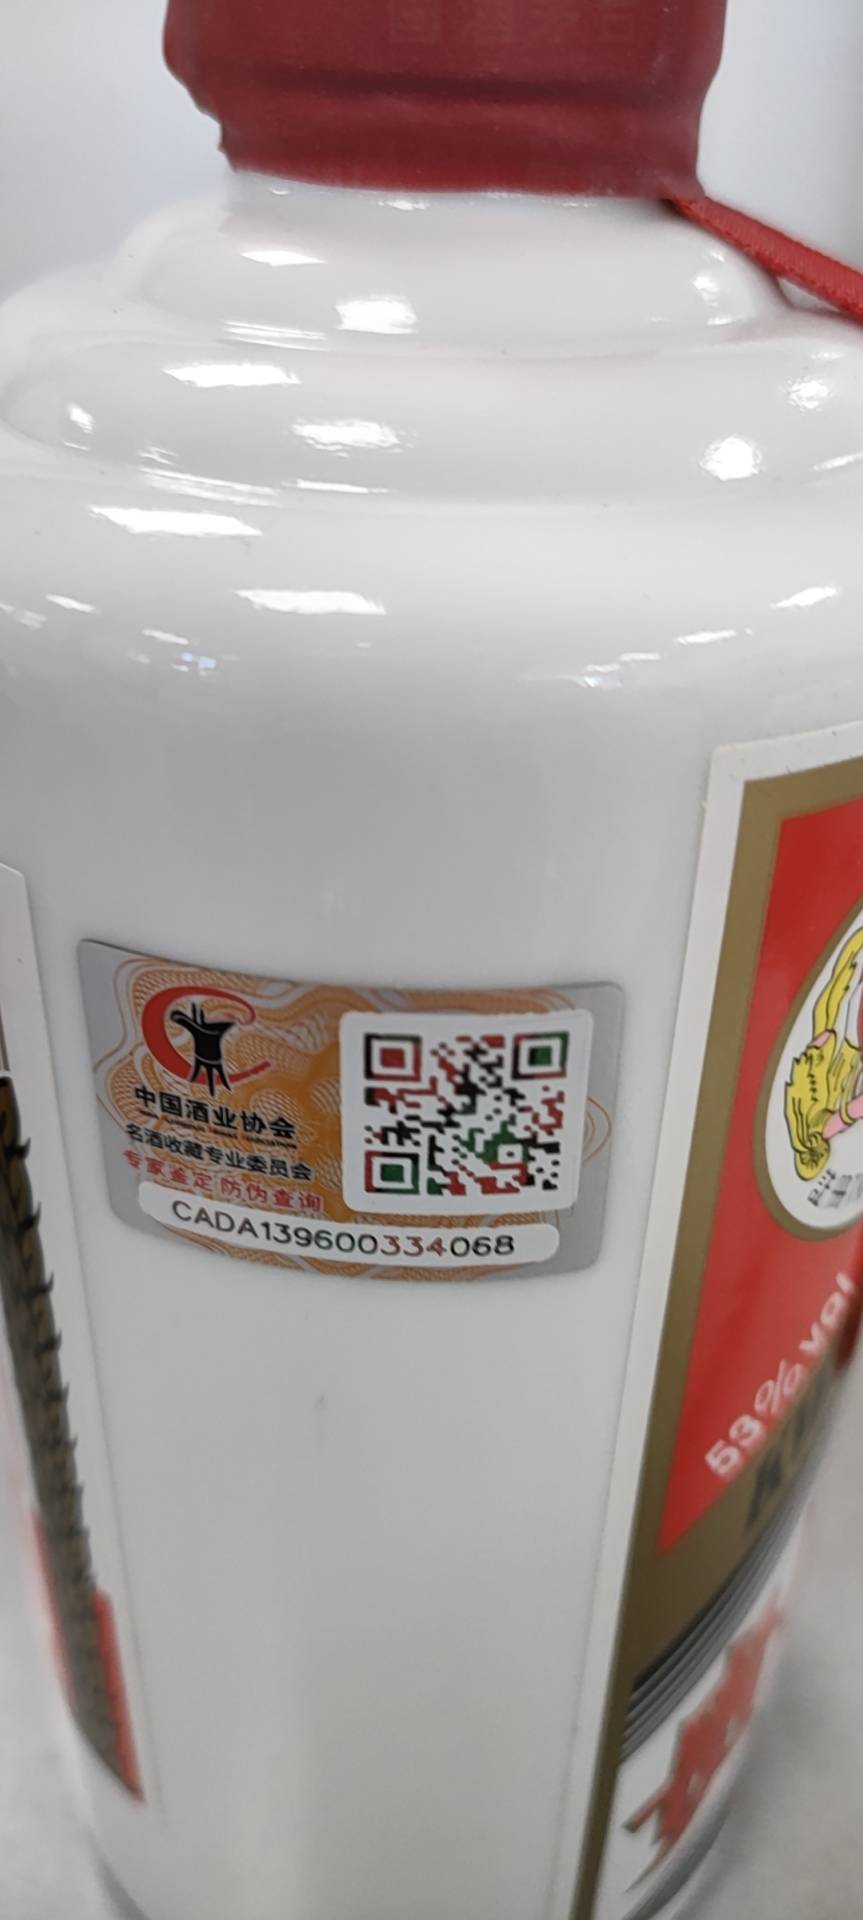 中国酒业协会
名酒收藏专业委员会
专家鉴定 防伪查询
CADA139600334068
53% vol